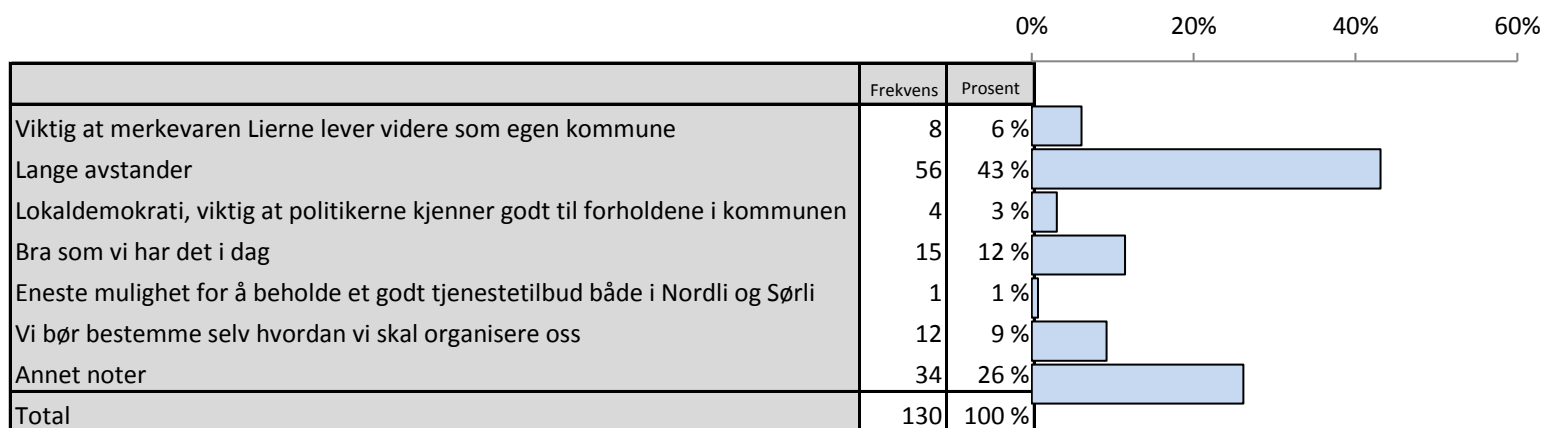 0% 20% 40% 60%
Frekvens Prosent
Viktig at merkevaren Lierne lever videre som egen kommune 8 6 %
Lange avstander 56 43 %
Lokaldemokrati, viktig at politikerne kjenner godt til forholdene i kommunen 4 3 %
Bra som vi har det i dag 15 12 %
Eneste mulighet for å beholde et godt tjenestetilbud både i Nordli og Sørli 1 1 %
Vi bør bestemme selv hvordan vi skal organisere oss 12 9 %
Annet noter 34 26 %
Total 130 100 %